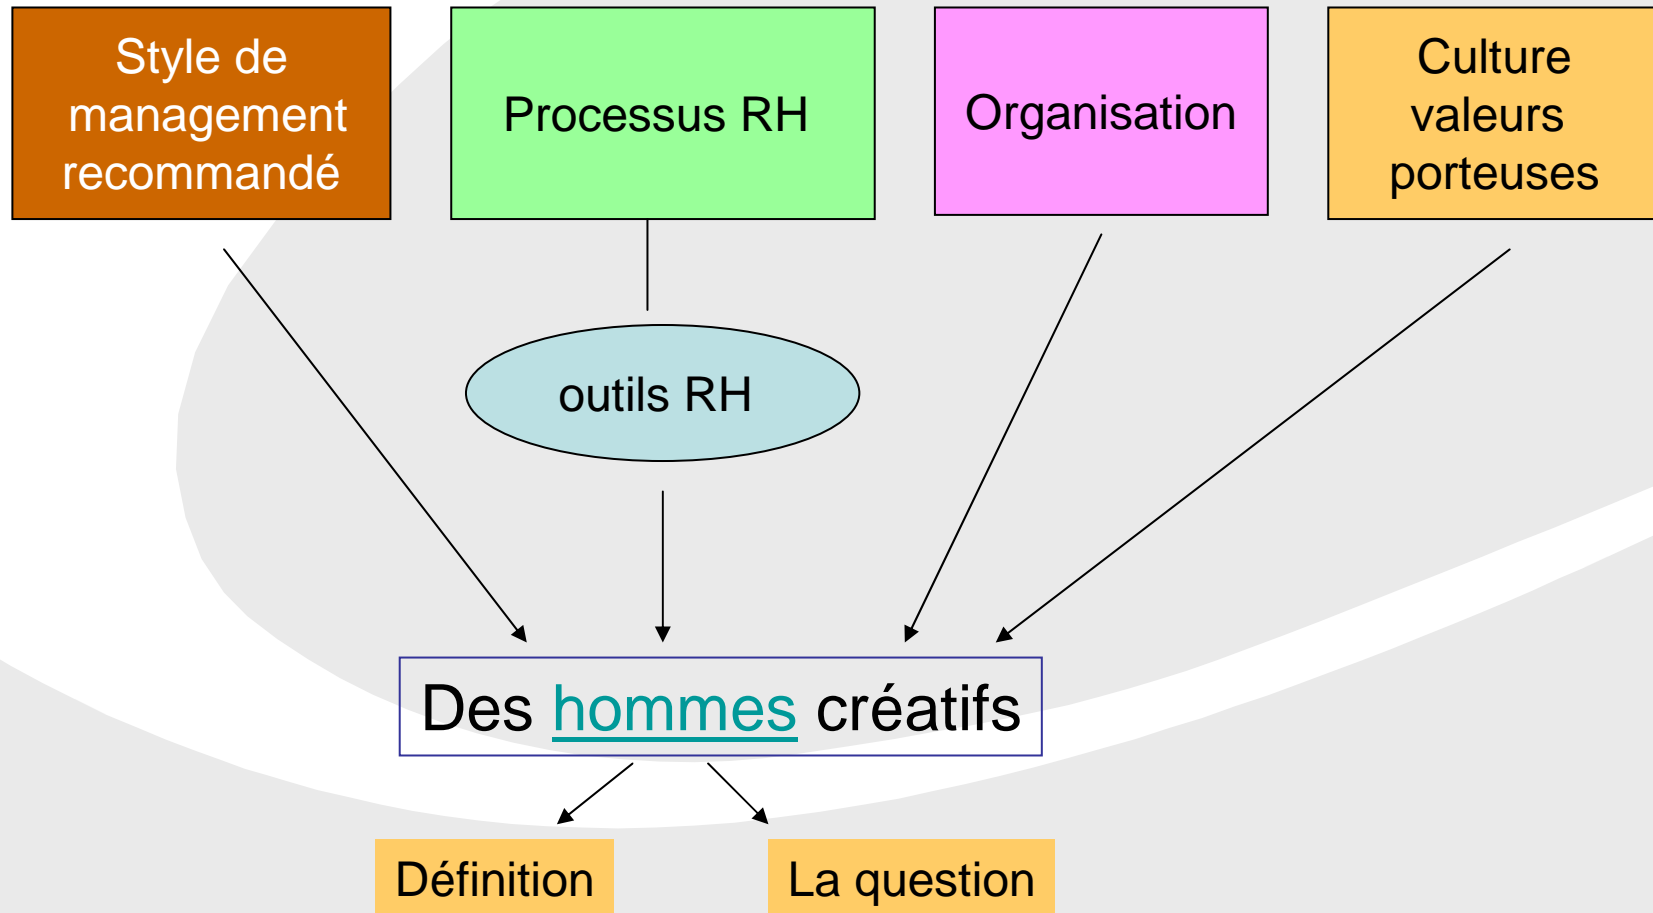 Style de
management
recommandé
Processus RH
Organisation
Culture
valeurs
porteuses
outils RH
Des hommes créatifs
Définition
La question